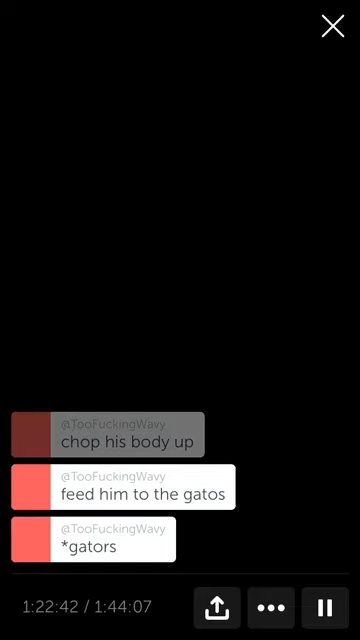 @TooFuckingWavy
chop his body up
@TooFuckingWavy
feed him to the gatos
@TooFuckingWavy
*gators
1:22:42 / 1:44:07